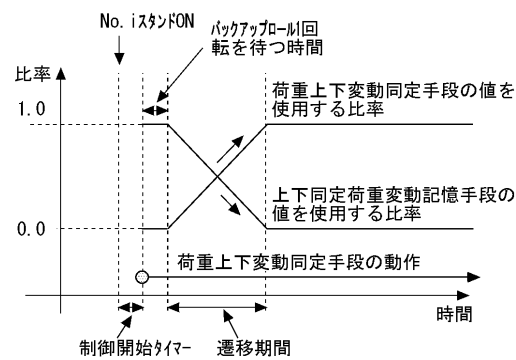 No. iスタンドON
バックアップロール1回
転を待つ時間
比率
1.0
荷重上下変動同定手段の値を
使用する比率
上下同定荷重変動記憶手段の
値を使用する比率
0.0
荷重上下変動同定手段の動作
時間
制御開始タイマー
遷移期間